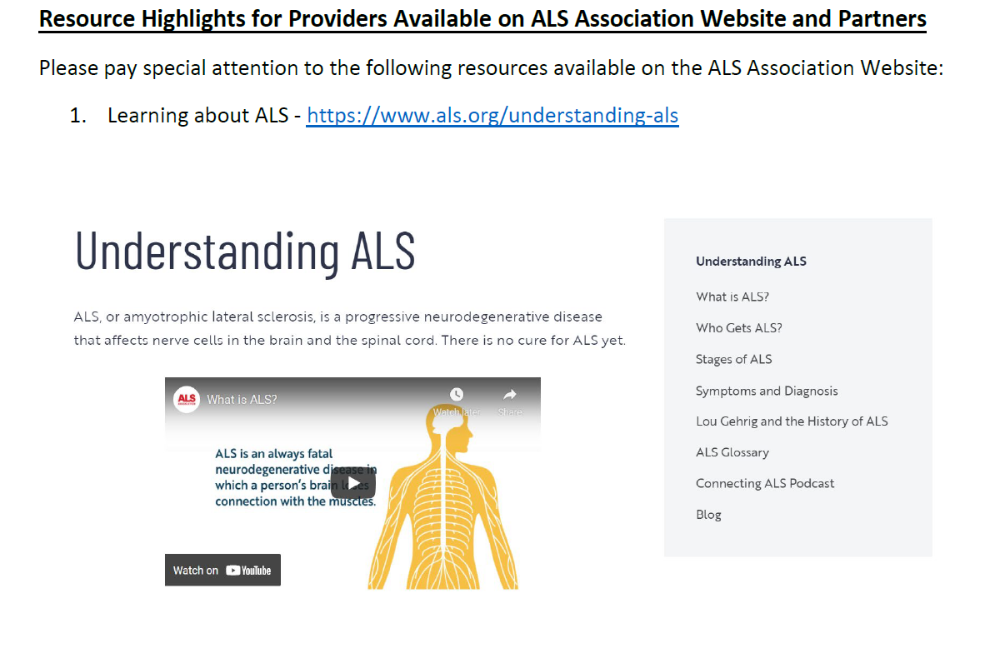 Resource Highlights for Providers Available on ALS Association Website and Partners
Please pay special attention to the following resources available on the ALS Association Website:
1. Learning about ALS - https://www.als.org/understanding-als
Understanding ALS
ALS, or amyotrophic lateral sclerosis, is a progressive neurodegenerative disease
that affects nerve cells in the brain and the spinal cord. There is no cure for ALS yet.
ALS
What is ALS?
Watch later
Share
ALS is an always fatal
neurodegenerative disease in
which a person's brain loses
connection with the muscles.
Watch on YouTube
Understanding ALS
What is ALS?
Who Gets ALS?
Stages of ALS
Symptoms and Diagnosis
Lou Gehrig and the History of ALS
ALS Glossary
Connecting ALS Podcast
Blog